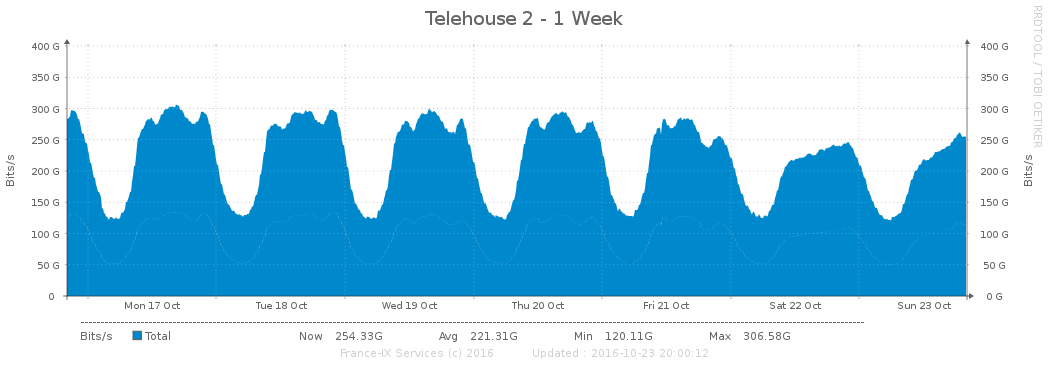 Telehouse 2 - 1 Week
RRDTOOL / TOBI OETIKER
Bits/s
400 G
350 G
300 G
250 G
200 G
150 G
100 G
50 G
0
400 G
350 G
300 G
250 G
200 G
150 G
100 G
50 G
0 G
Bits/s
Mon 17 Oct Tue 18 Oct Wed 19 Oct Thu 20 Oct Fri 21 Oct Sat 22 Oct Sun 23 Oct
Bits/s Total Now 254.33G Avg 221.31G Min 120.11G Max 306.58G
France-IX Services (c) 2016 Updated : 2016-10-23 20:00:12